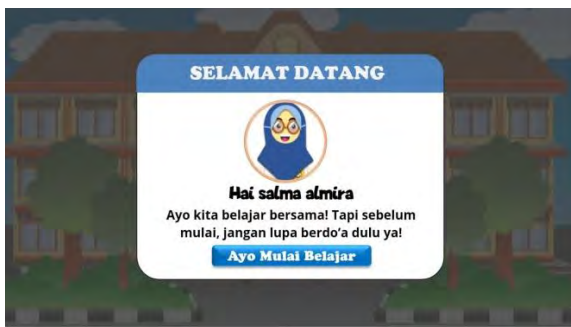 SELAMAT DATANG
Hai salma almira
Ayo kita belajar bersama! Tapi sebelum
mulai, jangan lupa berdo'a dulu ya!
Ayo Mulai Belajar